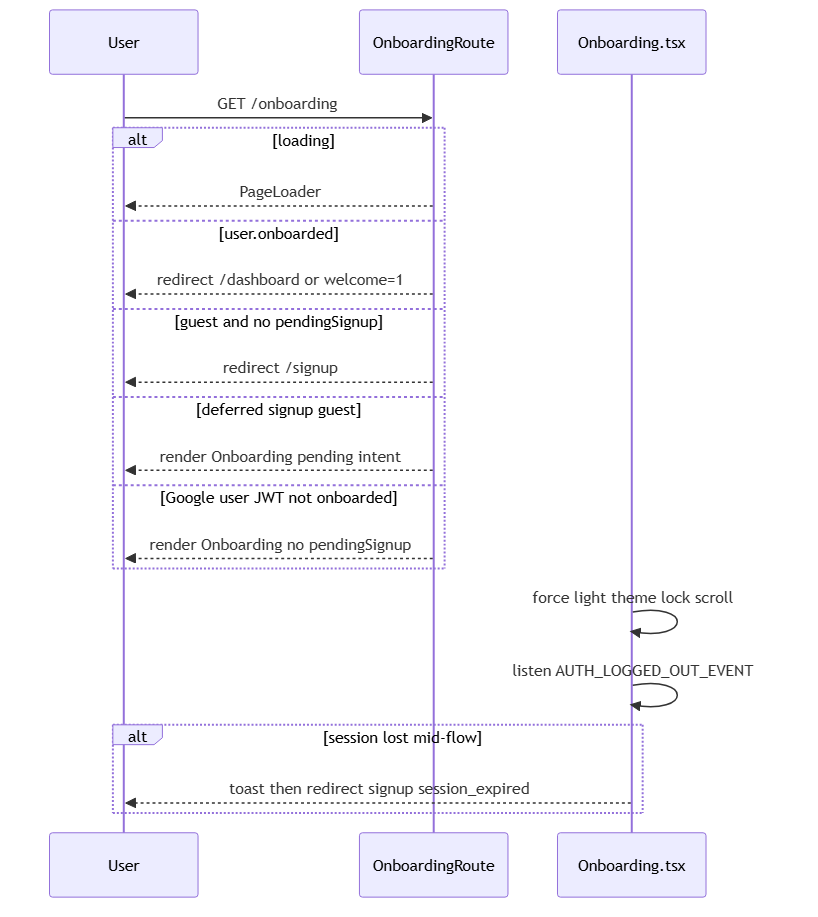 User
OnboardingRoute
Onboarding.tsx
GET /onboarding
alt
[loading]
PageLoader
[user.onboarded]
redirect /dashboard or welcome=1
[guest and no pendingSignup]
redirect /signup
[deferred signup guest]
render Onboarding pending intent
[Google user JWT not onboarded]
render Onboarding no pendingSignup
force light theme lock scroll
listen AUTH_LOGGED_OUT_EVENT
alt
[session lost mid-flow]
toast then redirect signup session_expired
User
OnboardingRoute
Onboarding.tsx